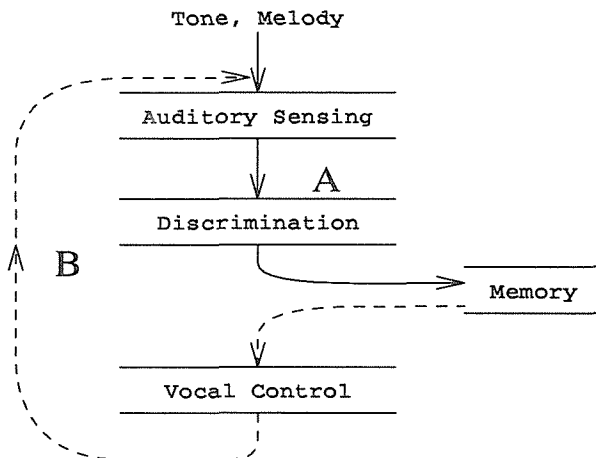 Tone, Melody
Auditory Sensing
A
Discrimination
B
Memory
Vocal Control